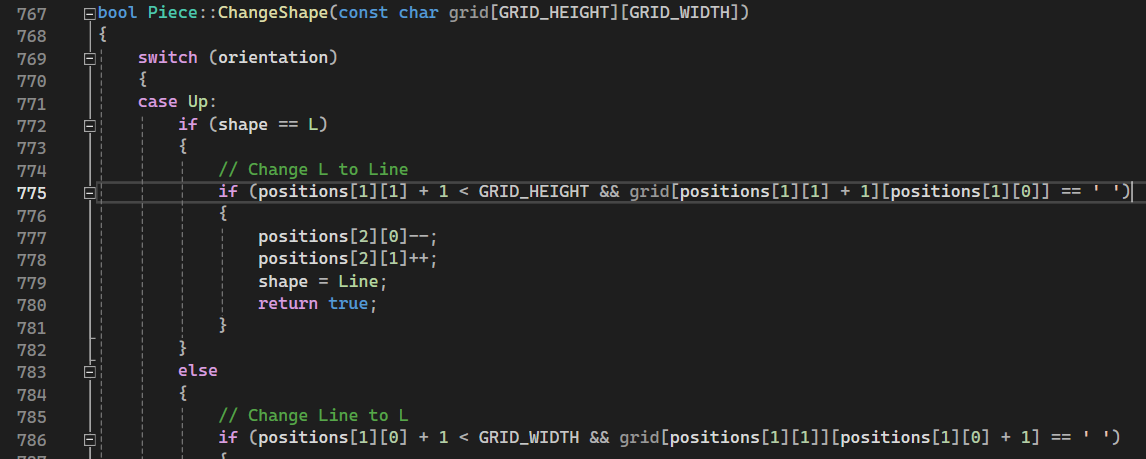 767 bool Piece::ChangeShape(const char grid[GRID_HEIGHT][GRID_WIDTH])
768 {
769 switch (orientation)
770 {
771 case Up:
772 if (shape == L)
773 {
774 // Change L to Line
775 if (positions[1][1] + 1 < GRID_HEIGHT && grid[positions[1][1] + 1][positions[1][0]] == ' ')
776 {
777 positions[2][0]--;
778 positions[2][1]++;
779 shape = Line;
780 return true;
781 }
782 }
783 else
784 {
785 // Change Line to L
786 if (positions[1][0] + 1 < GRID_WIDTH && grid[positions[1][1]][positions[1][0] + 1] == ' ')